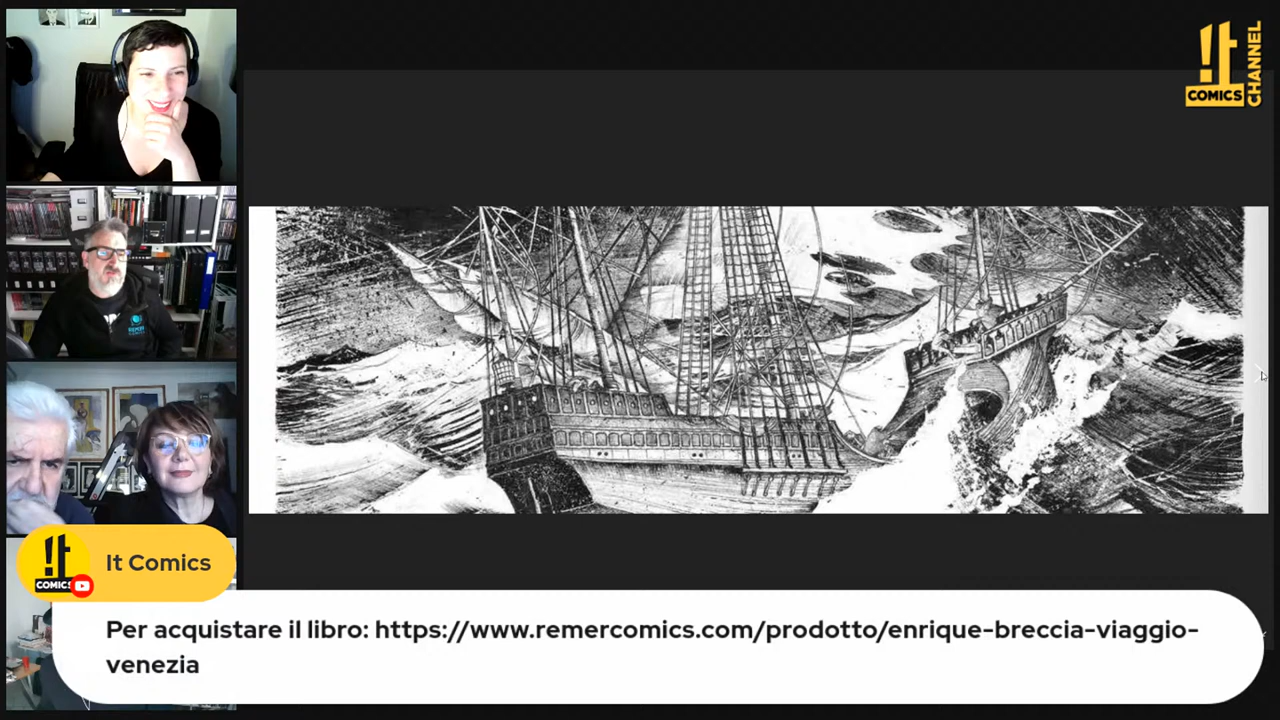 !t
COMICS
CHANNEL
!t
COMICS
It Comics
Per acquistare il libro: https://www.remercomics.com/prodotto/enrique-breccia-viaggio-
venezia